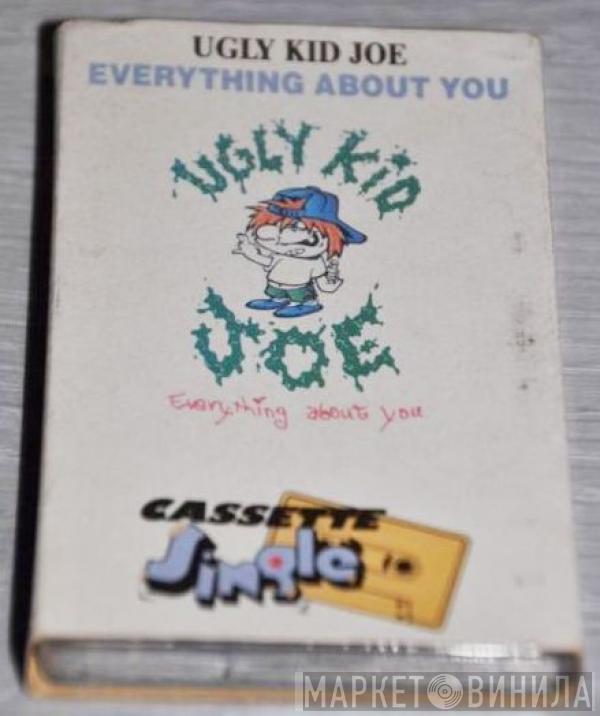 UGLY KID JOE
EVERYTHING ABOUT YOU
UGLY KID
JOE
Everything about you
CASSETTE
Single
МАРКЕТ ВИНИЛА